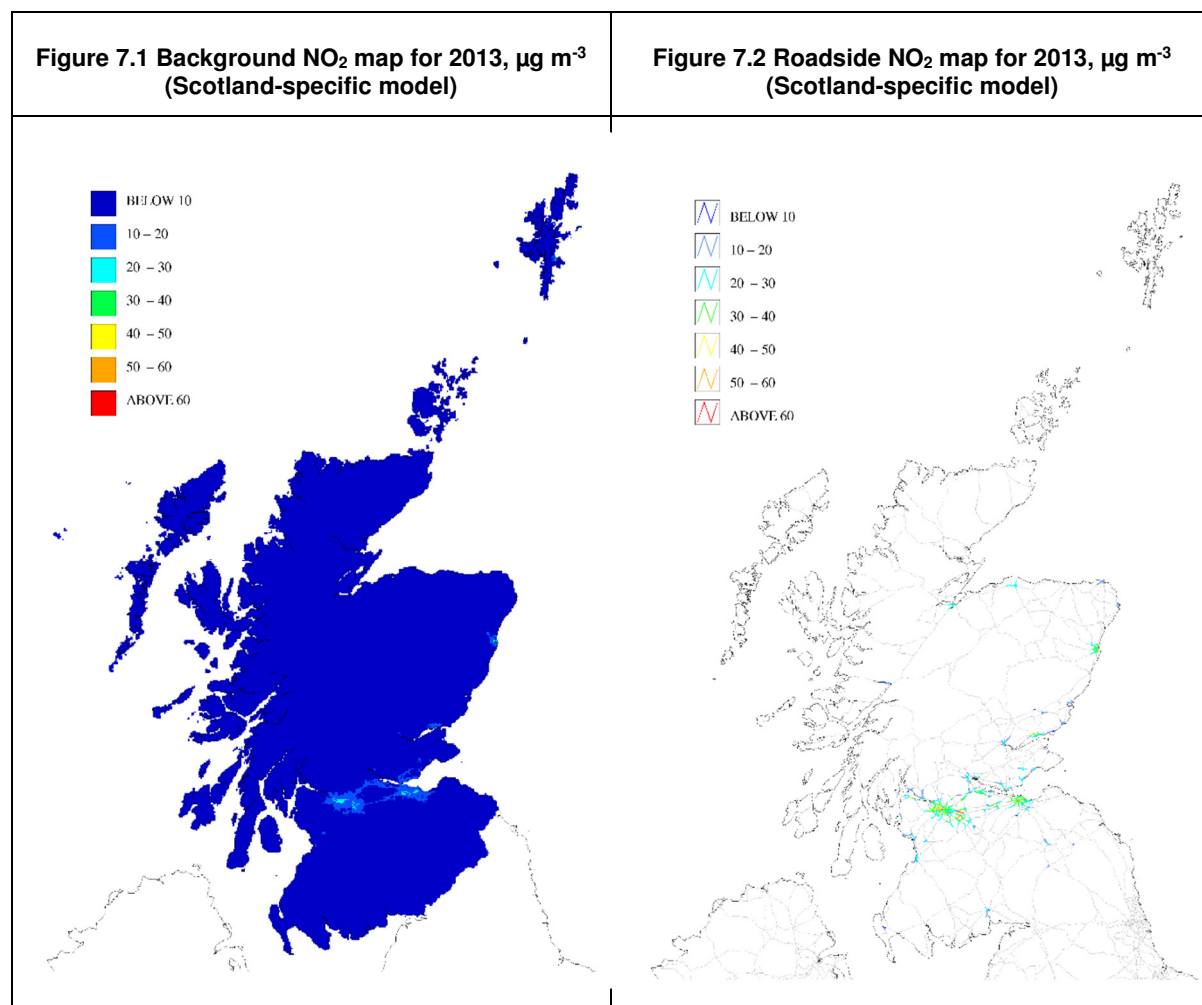 Figure 7.1 Background NO₂ map for 2013, µg m⁻³
(Scotland-specific model)
Figure 7.2 Roadside NO₂ map for 2013, µg m⁻³
(Scotland-specific model)
BELOW 10
10 – 20
20 – 30
30 – 40
40 – 50
50 – 60
ABOVE 60
BELOW 10
10 – 20
20 – 30
30 – 40
40 – 50
50 – 60
ABOVE 60